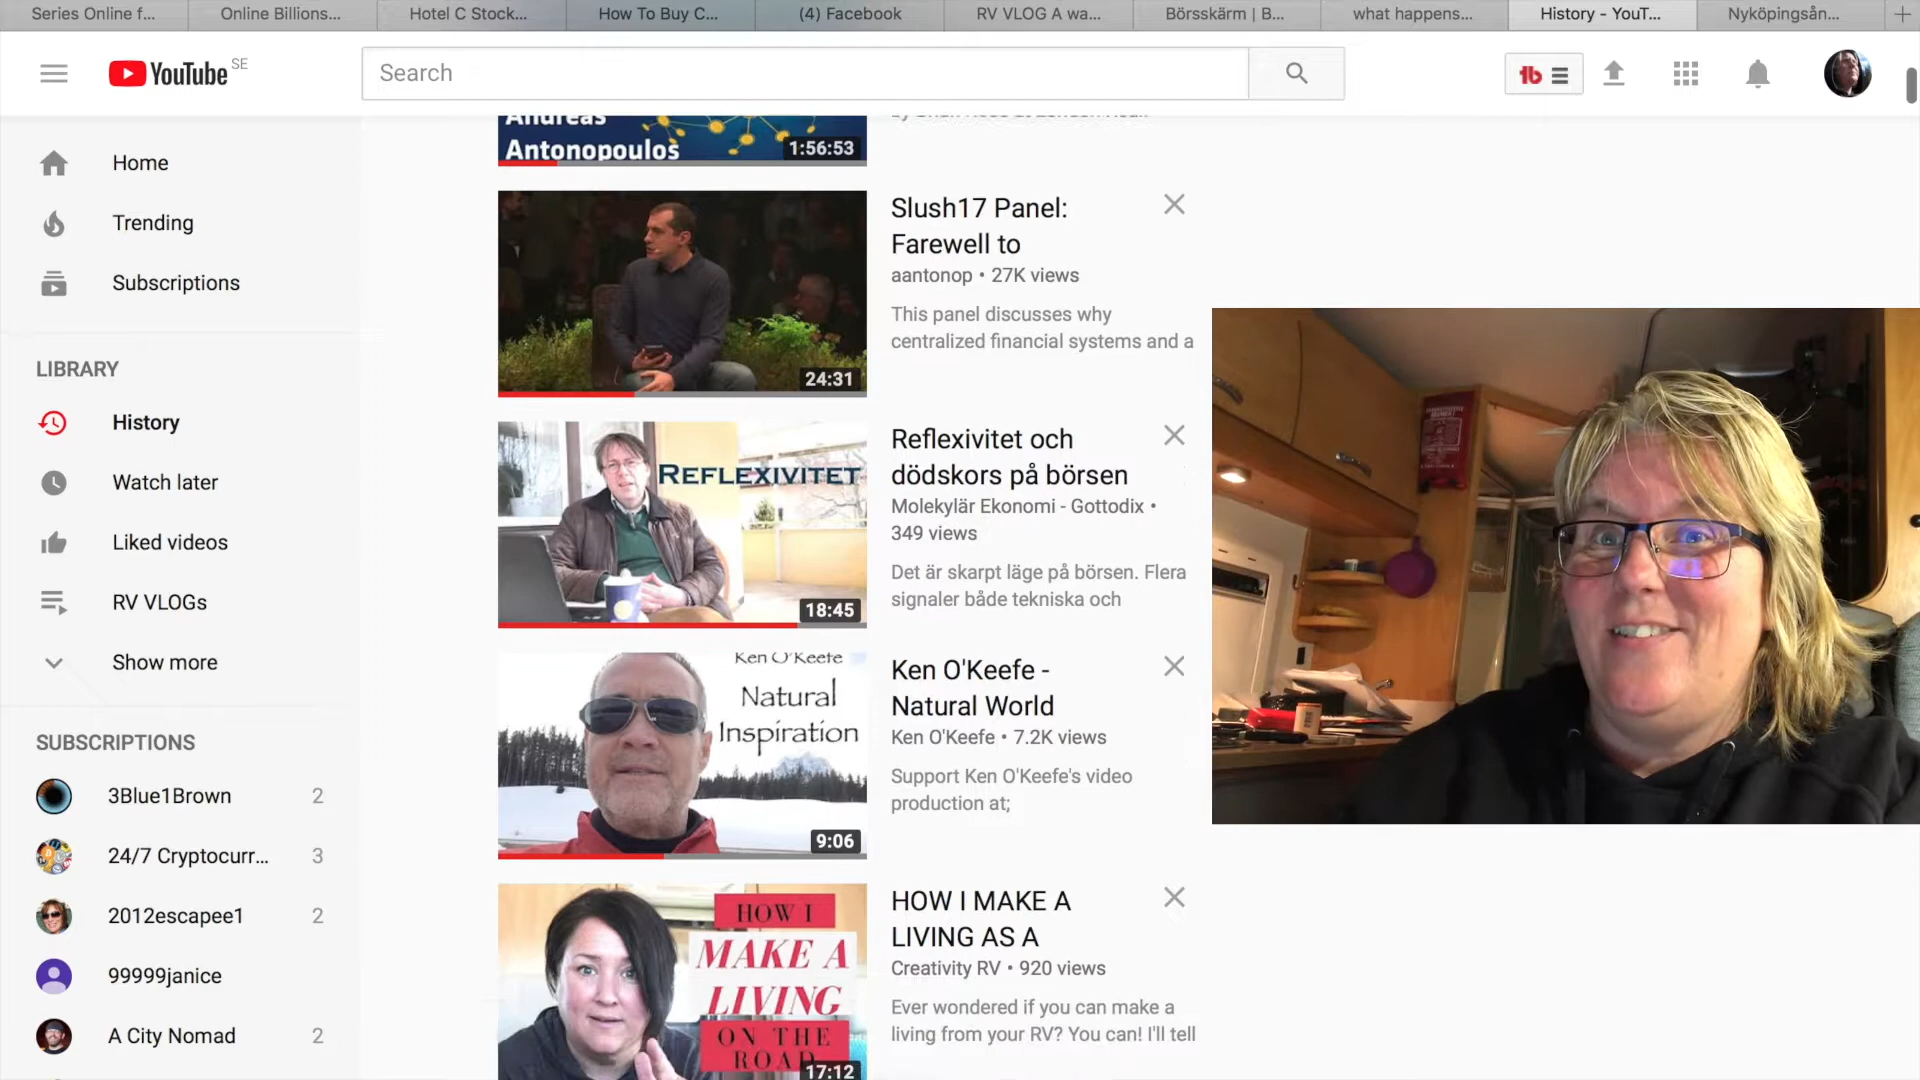 Series Online f...
Online Billions...
Hotel C Stock...
How To Buy C...
(4) Facebook
RV VLOG A wa...
Börsskärm | B...
what happens...
History - YouT...
Nyköpingsån...
YouTube SE
Search
Home
Trending
Subscriptions
LIBRARY
History
Watch later
Liked videos
RV VLOGs
Show more
SUBSCRIPTIONS
3Blue1Brown 2
24/7 Cryptocurr... 3
2012escapee1 2
99999janice
A City Nomad 2
Andreas
Antonopoulos
1:56:53
24:31
Slush17 Panel:
Farewell to
aantonop • 27K views
This panel discusses why
centralized financial systems and a
REFLEXIVITET
18:45
Reflexivitet och
dödskors på börsen
Molekylär Ekonomi - Gottodix •
349 views
Det är skarpt läge på börsen. Flera
signaler både tekniska och
Ken O'Keefe
Natural
Inspiration
9:06
Ken O'Keefe -
Natural World
Ken O'Keefe • 7.2K views
Support Ken O'Keefe's video
production at;
HOW I
MAKE A
LIVING
ON THE
ROAD
17:12
HOW I MAKE A
LIVING AS A
Creativity RV • 920 views
Ever wondered if you can make a
living from your RV? You can! I'll tell